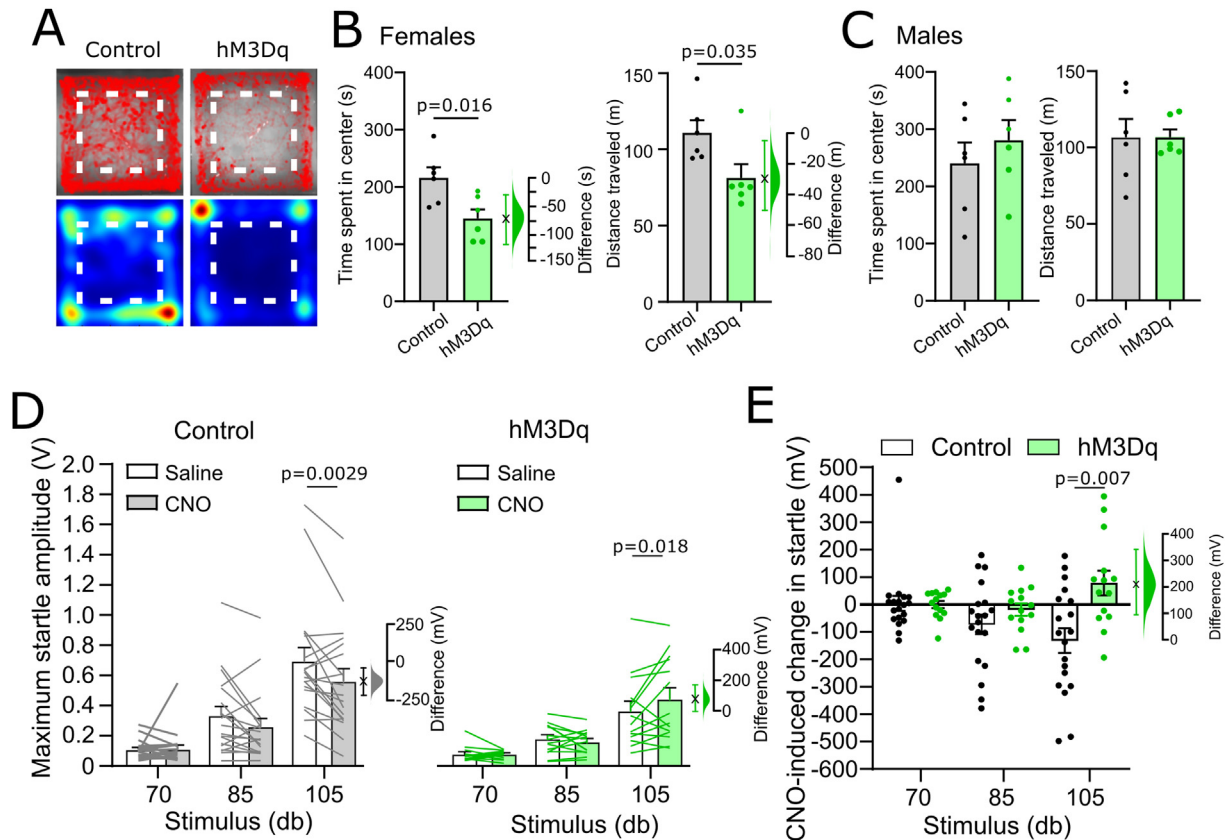 A
Control
hM3Dq
B
Females
Time spent in center (s)
400
300
200
100
0
p=0.016
Control
hM3Dq
0
-50
-100
-150
Difference (s)
Distance traveled (m)
150
100
50
0
p=0.035
Control
hM3Dq
0
-20
-40
-60
-80
Difference (m)
C
Males
Time spent in center (s)
400
300
200
100
0
Control
hM3Dq
Distance traveled (m)
150
100
50
0
Control
hM3Dq
D
Control
Maximum startle amplitude (V)
2.0
1.8
1.6
1.4
1.2
1.0
0.8
0.6
0.4
0.2
0
Saline
CNO
p=0.0029
250
0
-250
Difference (mV)
70
85
105
Stimulus (db)
hM3Dq
Saline
CNO
p=0.018
400
200
0
Difference (mV)
70
85
105
Stimulus (db)
E
Control
hM3Dq
CNO-induced change in startle (mV)
500
400
300
200
100
0
-100
-200
-300
-400
-500
-600
p=0.007
400
300
200
100
0
Difference (mV)
70
85
105
Stimulus (db)